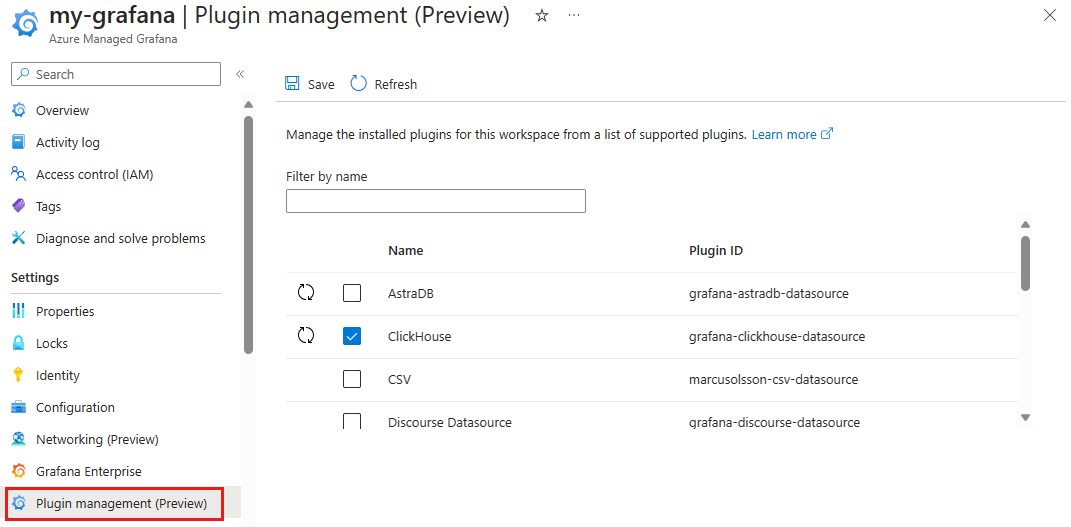 my-grafana | Plugin management (Preview)
Azure Managed Grafana
Search
Overview
Activity log
Access control (IAM)
Tags
Diagnose and solve problems
Settings
Properties
Locks
Identity
Configuration
Networking (Preview)
Grafana Enterprise
Plugin management (Preview)
Save Refresh
Manage the installed plugins for this workspace from a list of supported plugins. Learn more
Filter by name
Name Plugin ID
AstraDB grafana-astradb-datasource
ClickHouse grafana-clickhouse-datasource
CSV marcusolsson-csv-datasource
Discourse Datasource grafana-discourse-datasource